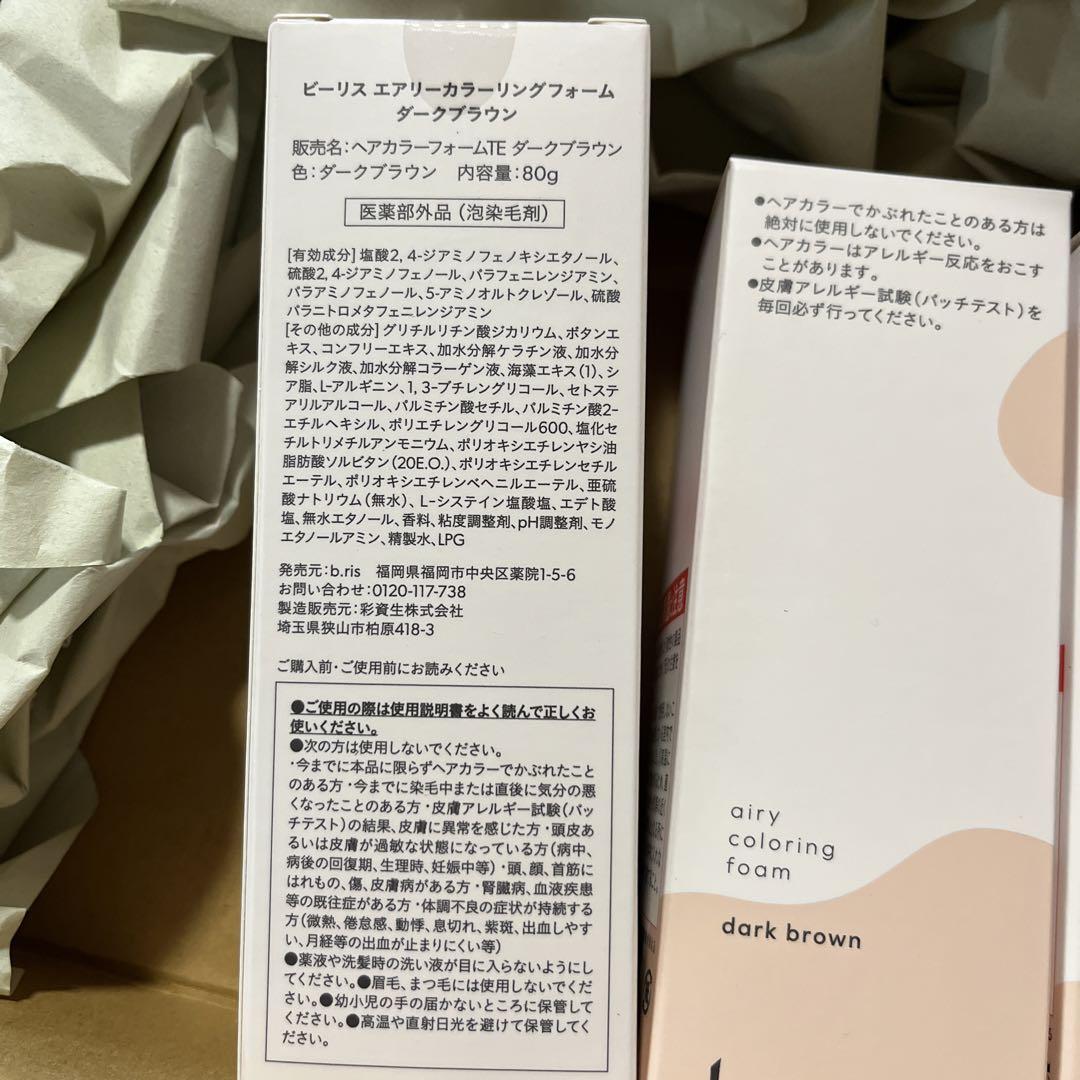 ビーリス エアリーカラーリングフォーム
ダークブラウン
販売名:ヘアカラーフォームTE ダークブラウン
色:ダークブラウン 内容量:80g
医薬部外品(泡染毛剤)
[有効成分]塩酸2, 4-ジアミノフェノキシエタノール、
硫酸2, 4-ジアミノフェノール、パラフェニレンジアミン、
パラアミノフェノール、5-アミノオルトクレゾール、硫酸
パラニトロメタフェニレンジアミン
[その他の成分]グリチルリチン酸ジカリウム、ボタンエ
キス、コンフリーエキス、加水分解ケラチン液、加水分
解シルク液、加水分解コラーゲン液、海藻エキス(1)、シ
ア脂、L-アルギニン、1, 3-ブチレングリコール、セトステ
アリルアルコール、パルミチン酸セチル、パルミチン酸2-
エチルヘキシル、ポリエチレングリコール600、塩化セ
チルトリメチルアンモニウム、ポリオキシエチレンヤシ油
脂肪酸ソルビタン(20E.O.)、ポリオキシエチレンセチル
エーテル、ポリオキシエチレンベヘニルエーテル、亜硫
酸ナトリウム(無水)、L-システイン塩酸塩、エデト酸
塩、無水エタノール、香料、粘度調整剤、pH調整剤、モノ
エタノールアミン、精製水、LPG
発売元:b.ris 福岡県福岡市中央区薬院1-5-6
お問い合わせ:0120-117-738
製造販売元:彩資生株式会社
埼玉県狭山市柏原418-3
ご購入前・ご使用前にお読みください
●ご使用の際は使用説明書をよく読んで正しくお
使いください。
●次の方は使用しないでください。
・今までに本品に限らずヘアカラーでかぶれたこと
のある方・今までに染毛中または直後に気分の悪
くなったことのある方・皮膚アレルギー試験(パッ
チテスト)の結果、皮膚に異常を感じた方・頭皮あ
るいは皮膚が過敏な状態になっている方(病中、
病後の回復期、生理時、妊娠中等)・頭、顔、首筋に
はれもの、傷、皮膚病がある方・腎臓病、血液疾患
等の既往症がある方・体調不良の症状が持続する
方(微熱、倦怠感、動悸、息切れ、紫斑、出血しやす
い、月経等の出血が止まりにくい等)
●薬液や洗髪時の洗い液が目に入らないようにし
てください。●眉毛、まつ毛には使用しないでくだ
さい。●幼小児の手の届かないところに保管して
ください。●高温や直射日光を避けて保管してくだ
さい。
●ヘアカラーでかぶれたことのある方は
絶対に使用しないでください。
●ヘアカラーはアレルギー反応をおこす
ことがあります。
●皮膚アレルギー試験(パッチテスト)を
毎回必ず行ってください。
airy
coloring
foam
dark brown